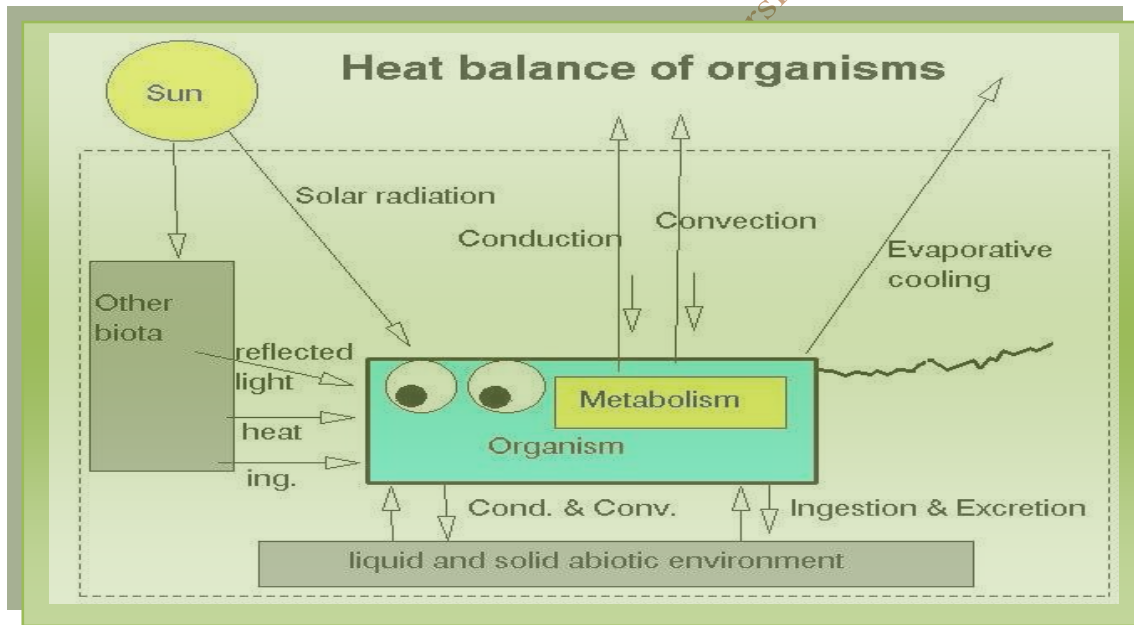 Heat balance of organisms
Sun
Solar radiation
Conduction
Convection
Evaporative
cooling
Other
biota
reflected
light
heat
ing.
Metabolism
Organism
Cond. & Conv.
Ingestion & Excretion
liquid and solid abiotic environment